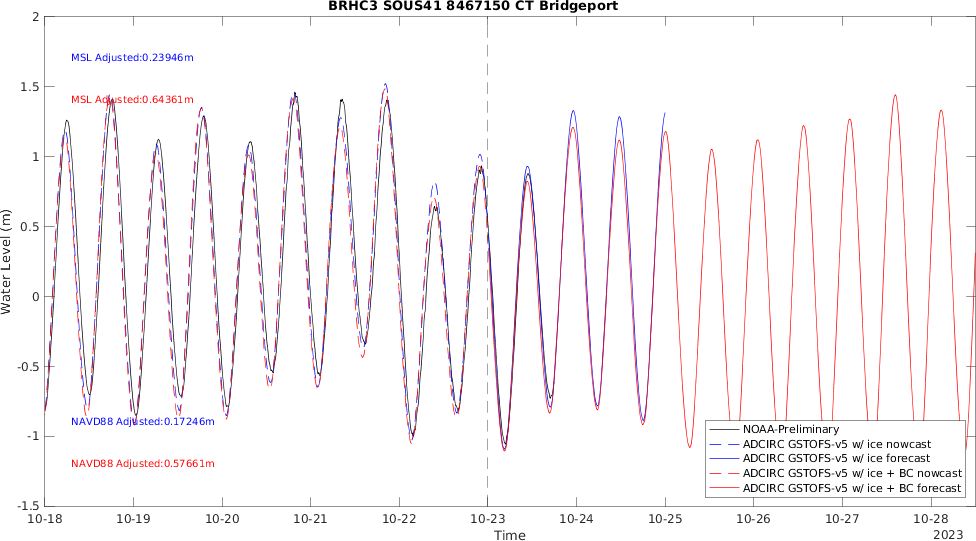 BRHC3 SOUS41 8467150 CT Bridgeport
2
1.5
1
0.5
0
-0.5
-1
-1.5
Water Level (m)
MSL Adjusted:0.23946m
MSL Adjusted:0.64361m
NAVD88 Adjusted:0.17246m
NAVD88 Adjusted:0.57661m
NOAA-Preliminary
ADCIRC GSTOFS-v5 w/ ice nowcast
ADCIRC GSTOFS-v5 w/ ice forecast
ADCIRC GSTOFS-v5 w/ ice + BC nowcast
ADCIRC GSTOFS-v5 w/ ice + BC forecast
10-18 10-19 10-20 10-21 10-22 10-23 10-24 10-25 10-26 10-27 10-28
Time
2023